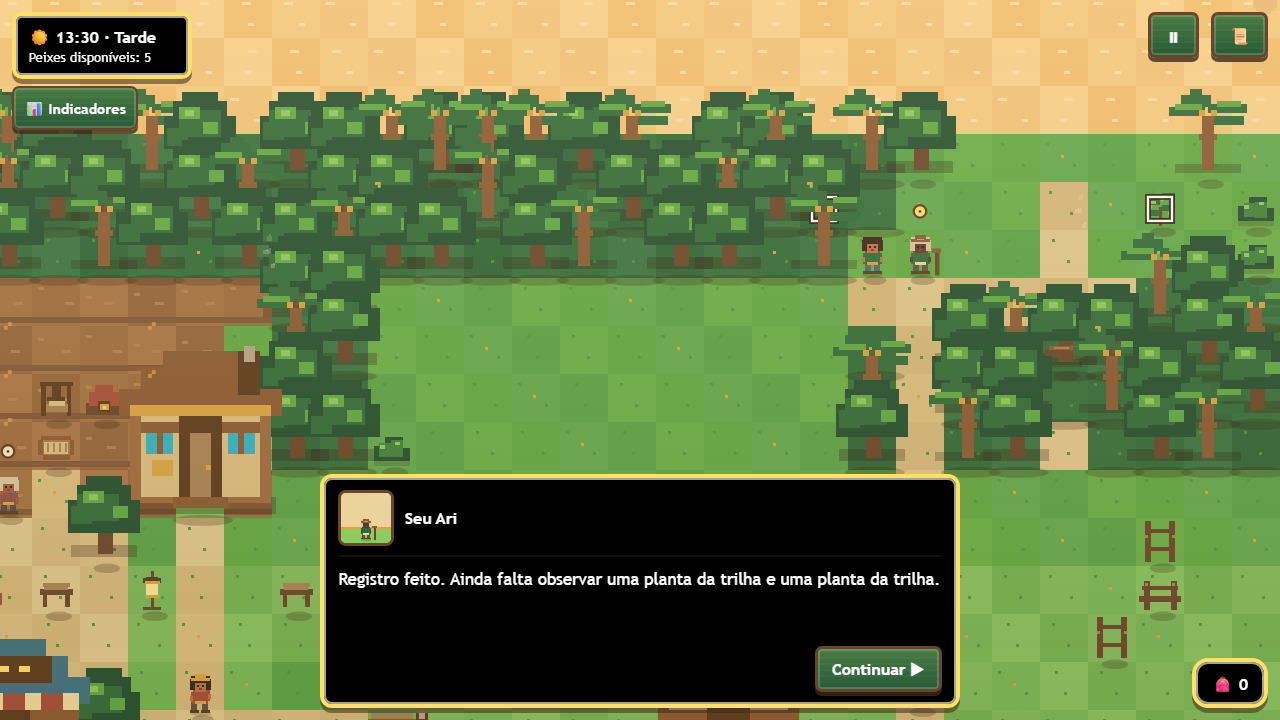 13:30 · Tarde
Peixes disponíveis: 5
Indicadores
Seu Ari
Registro feito. Ainda falta observar uma planta da trilha e uma planta da trilha.
Continuar ▶
0